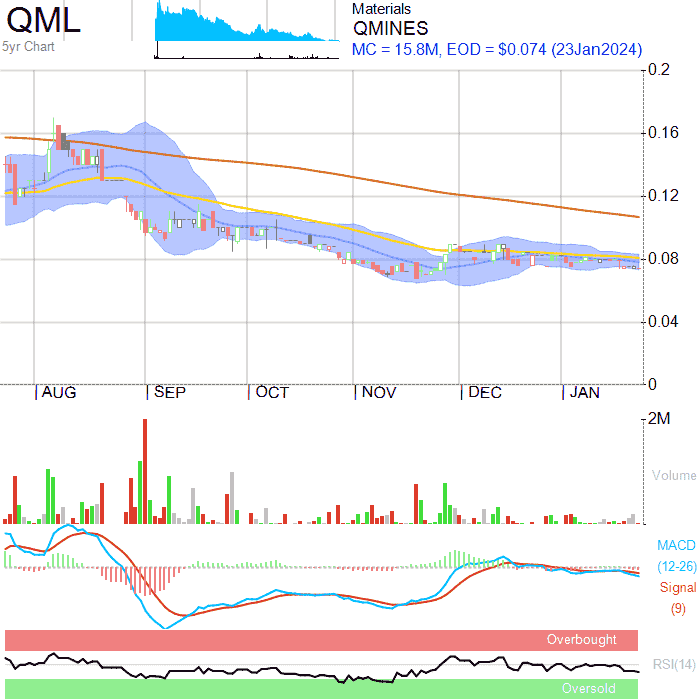 QML
5yr Chart
Materials
QMINES
MC = 15.8M, EOD = $0.074 (23Jan2024)
0.2
0.16
0.12
0.08
0.04
0
AUG SEP OCT NOV DEC JAN
2M
Volume
MACD
(12-26)
Signal
(9)
Overbought
RSI(14)
Oversold